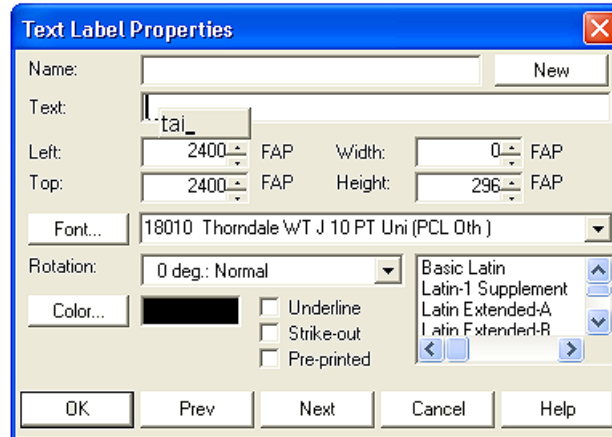 Text Label Properties
Name: New
Text:
tai_
Left: 2400 FAP Width: 0 FAP
Top: 2400 FAP Height: 296 FAP
Font... 18010 Thorndale WT J 10 PT Uni (PCL Oth )
Rotation: 0 deg.: Normal
Basic Latin
Latin-1 Supplement
Latin Extended-A
Latin Extended-B
Color...
Underline
Strike-out
Pre-printed
OK Prev Next Cancel Help